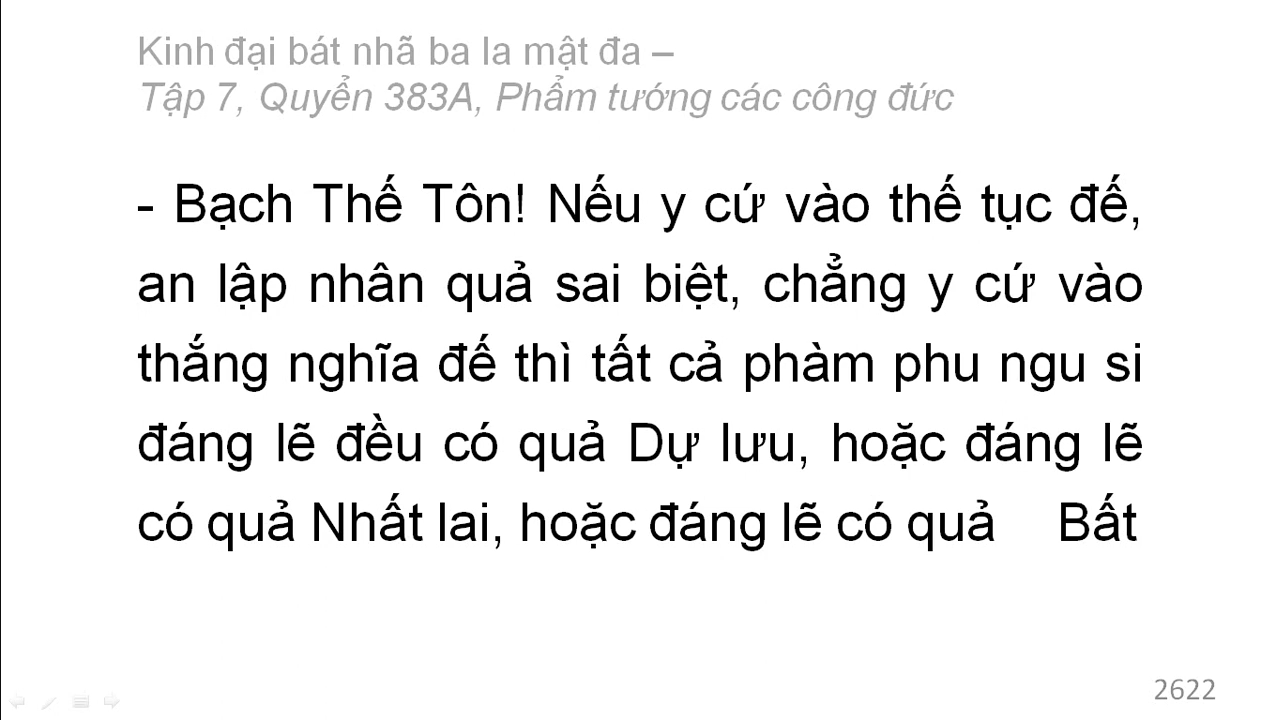 Kinh đại bát nhã ba la mật đa –
Tập 7, Quyển 383A, Phẩm tướng các công đức
- Bạch Thế Tôn! Nếu y cứ vào thế tục đế,
an lập nhân quả sai biệt, chẳng y cứ vào
thắng nghĩa đế thì tất cả phàm phu ngu si
đáng lẽ đều có quả Dự lưu, hoặc đáng lẽ
có quả Nhất lai, hoặc đáng lẽ có quả Bất
2622